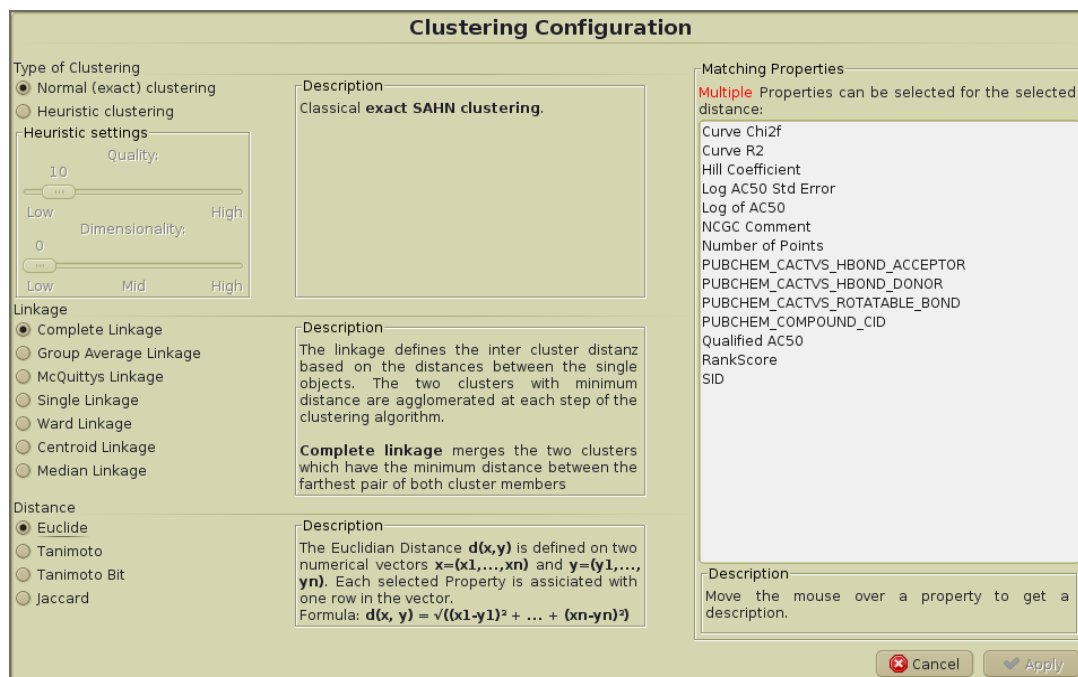 Clustering Configuration
Type of Clustering
Normal (exact) clustering
Heuristic clustering
Heuristic settings
Quality:
10
Low High
Dimensionality:
0
Low Mid High
Description
Classical exact SAHN clustering.
Linkage
Complete Linkage
Group Average Linkage
McQuittys Linkage
Single Linkage
Ward Linkage
Centroid Linkage
Median Linkage
Description
The linkage defines the inter cluster distanz
based on the distances between the single
objects. The two clusters with minimum
distance are agglomerated at each step of the
clustering algorithm.
Complete linkage merges the two clusters
which have the minimum distance between the
farthest pair of both cluster members
Distance
Euclide
Tanimoto
Tanimoto Bit
Jaccard
Description
The Euclidian Distance d(x,y) is defined on two
numerical vectors x=(x1,...,xn) and y=(y1,...,
yn). Each selected Property is assiciated with
one row in the vector.
Formula: d(x, y) = √((x1-y1)² + ... + (xn-yn)²)
Matching Properties
Multiple Properties can be selected for the selected
distance:
Curve Chi2f
Curve R2
Hill Coefficient
Log AC50 Std Error
Log of AC50
NCGC Comment
Number of Points
PUBCHEM_CACTVS_HBOND_ACCEPTOR
PUBCHEM_CACTVS_HBOND_DONOR
PUBCHEM_CACTVS_ROTATABLE_BOND
PUBCHEM_COMPOUND_CID
Qualified AC50
RankScore
SID
Description
Move the mouse over a property to get a
description.
Cancel
Apply